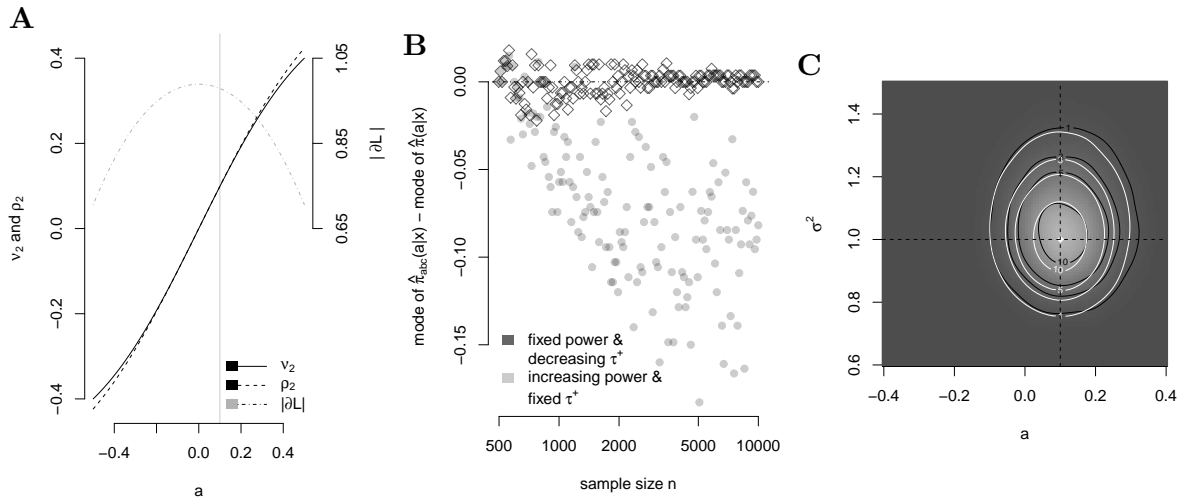 A
ν₂ and ρ₂
−0.4
−0.2
0.0
0.2
0.4
−0.4
0.0
0.2
0.4
a
0.65
0.85
1.05
|∂L |
ν₂
ρ₂
|∂L|
B
mode of π̂abc(a|x) − mode of π̂(a|x)
0.00
−0.05
−0.10
−0.15
fixed power &
decreasing τ⁺
increasing power &
fixed τ⁺
500
1000
2000
5000
10000
sample size n
C
σ²
0.6
0.8
1.0
1.2
1.4
−0.4
−0.2
0.0
0.2
0.4
a
1
5
10
10
5